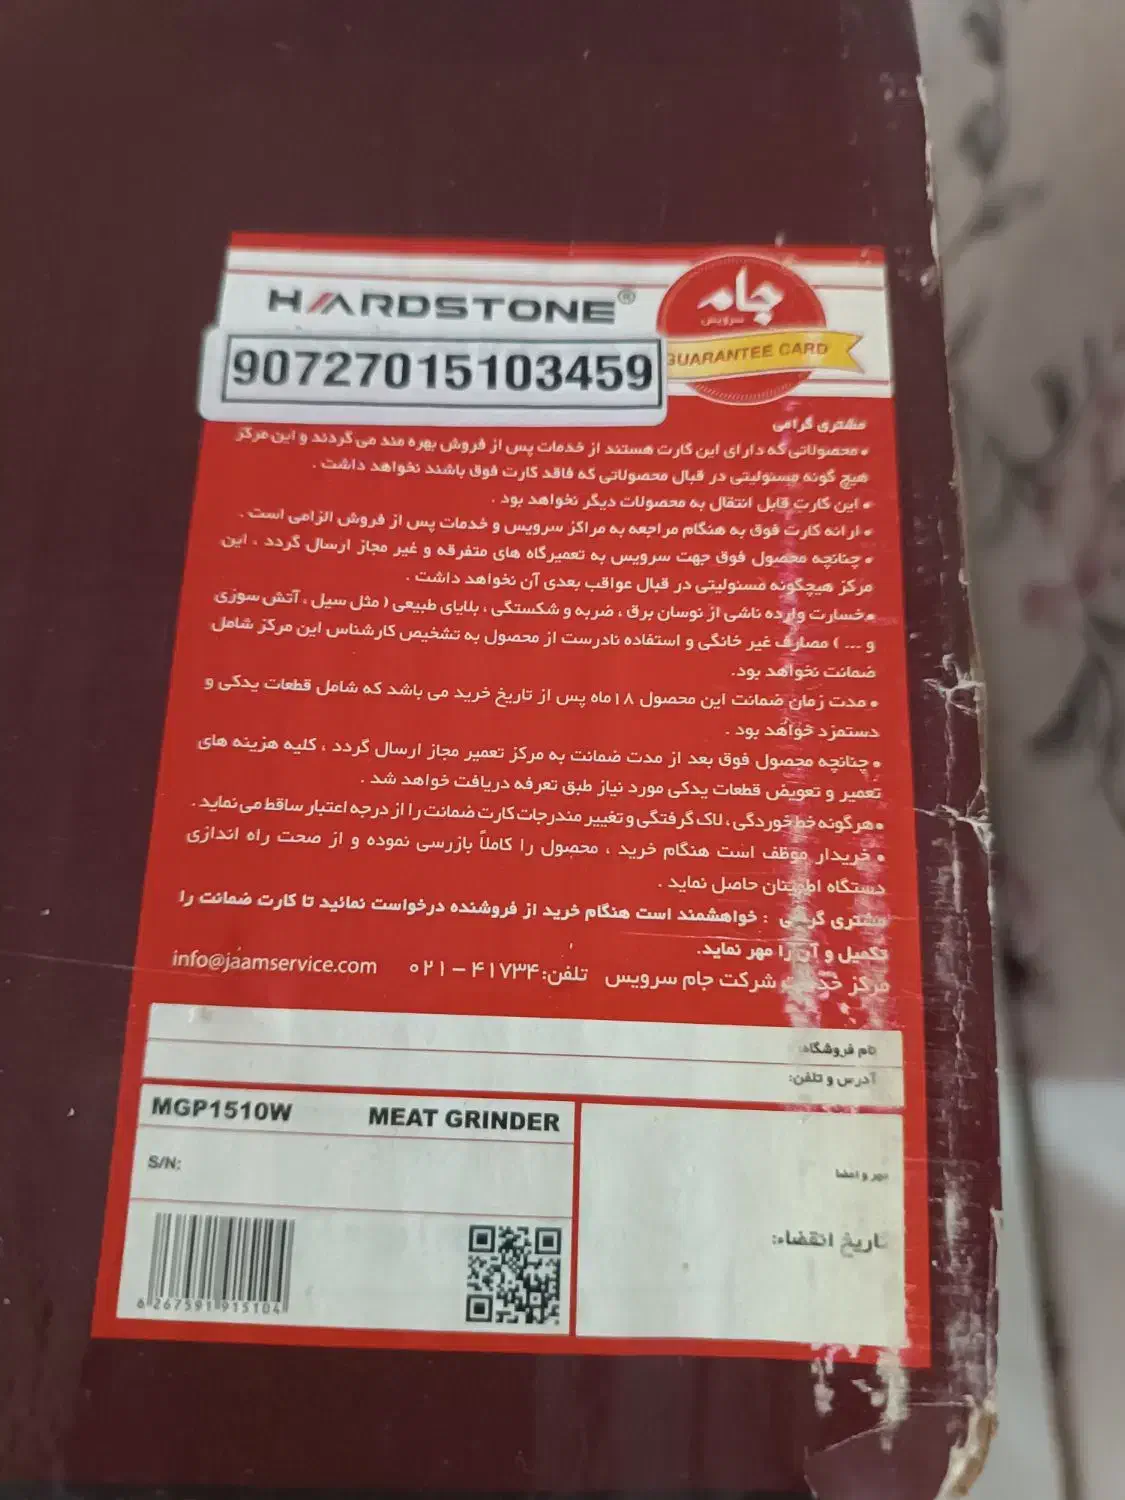 HARDSTONE®
جام
سرویس
GUARANTEE CARD
90727015103459
مشتری گرامی
• محصولاتی که دارای این کارت هستند از خدمات پس از فروش بهره مند می گردند و این مرکز
هیچ گونه مسئولیتی در قبال محصولاتی که فاقد کارت فوق باشند نخواهد داشت .
• این کارت قابل انتقال به محصولات دیگر نخواهد بود .
• ارائه کارت فوق به هنگام مراجعه به مراکز سرویس و خدمات پس از فروش الزامی است .
• چنانچه محصول فوق جهت سرویس به تعمیرگاه های متفرقه و غیر مجاز ارسال گردد ، این
مرکز هیچگونه مسئولیتی در قبال عواقب بعدی آن نخواهد داشت .
• خسارت وارده ناشی از نوسان برق ، ضربه و شکستگی ، بلایای طبیعی ( مثل سیل ، آتش سوزی
و ... ) مصارف غیر خانگی و استفاده نادرست از محصول به تشخیص کارشناس این مرکز شامل
ضمانت نخواهد بود.
• مدت زمان ضمانت این محصول ۱۸ماه پس از تاریخ خرید می باشد که شامل قطعات یدکی و
دستمزد خواهد بود .
• چنانچه محصول فوق بعد از مدت ضمانت به مرکز تعمیر مجاز ارسال گردد ، کلیه هزینه های
تعمیر و تعویض قطعات یدکی مورد نیاز طبق تعرفه دریافت خواهد شد .
• هرگونه خط خوردگی ، لاک گرفتگی و تغییر مندرجات کارت ضمانت را از درجه اعتبار ساقط می نماید .
• خریدار موظف است هنگام خرید ، محصول را کاملاً بازرسی نموده و از صحت راه اندازی
دستگاه اطمینان حاصل نماید .
مشتری گرامی : خواهشمند است هنگام خرید از فروشنده درخواست نمائید تا کارت ضمانت را
تکمیل و آن را مهر نماید.
مرکز خدمات شرکت جام سرویس تلفن: ۴۱۷۳۴ – ۰۲۱ info@jaamservice.com
نام فروشگاه:
آدرس و تلفن:
MGP1510W MEAT GRINDER
S/N:
مهر و امضا
تاریخ انقضاء:
6 267591 915104